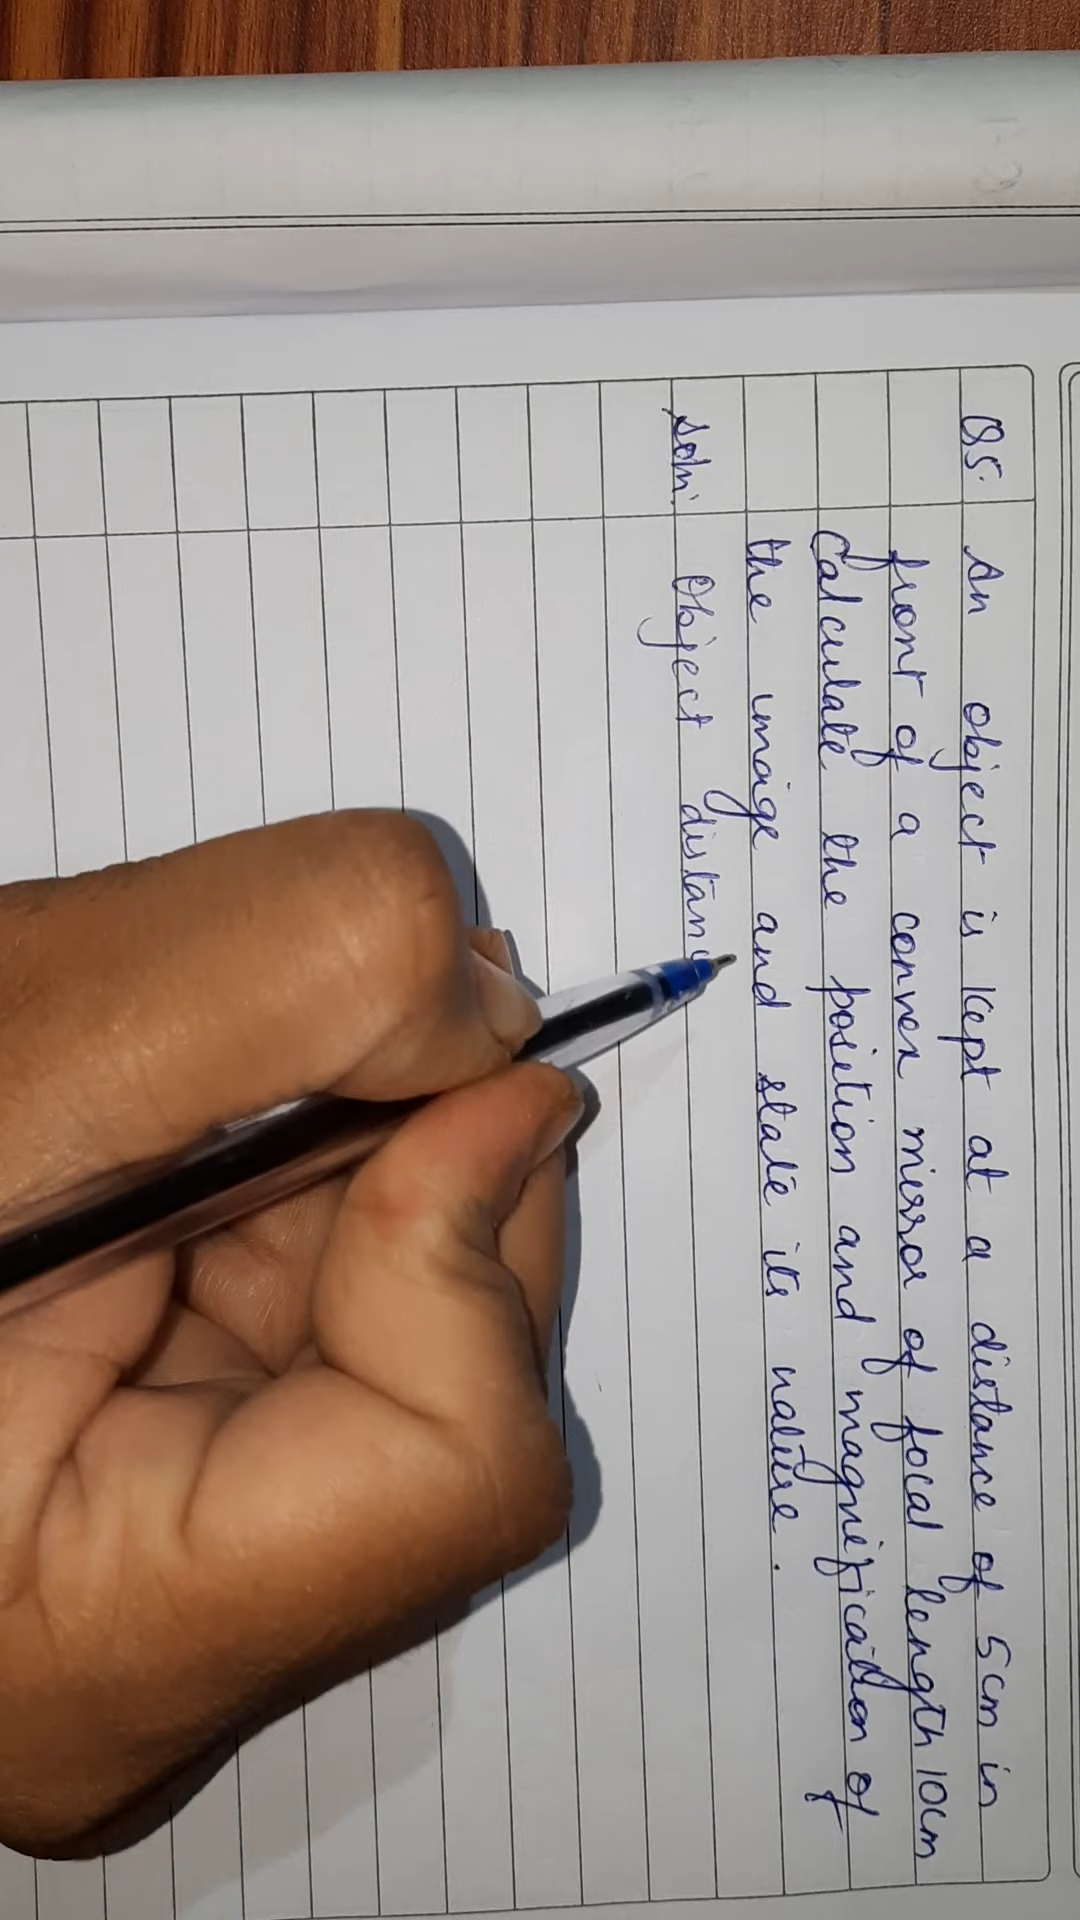 Q5. An object is kept at a distance of 5cm in
front of a convex mirror of focal length 10cm
Calculate the position and magnification of
the image and state its nature.
Soln: Object distanc